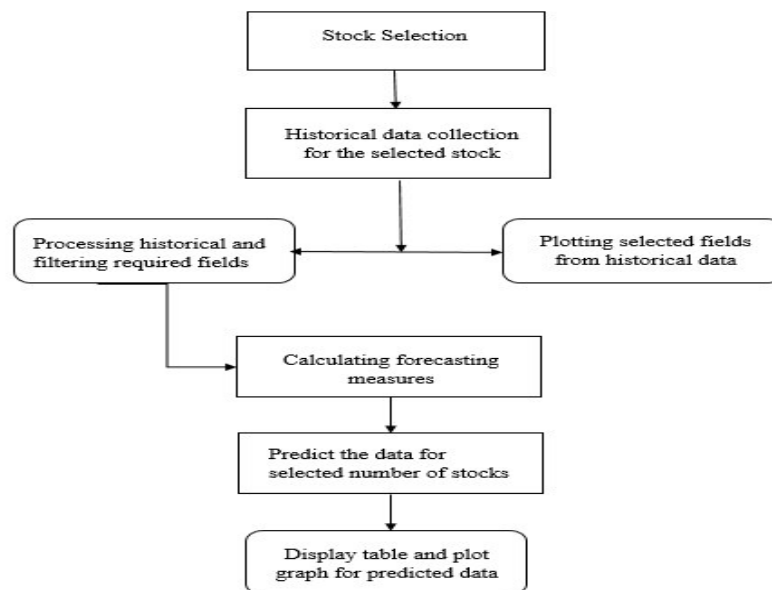 Stock Selection
Historical data collection
for the selected stock
Processing historical and
filtering required fields
Plotting selected fields
from historical data
Calculating forecasting
measures
Predict the data for
selected number of stocks
Display table and plot
graph for predicted data